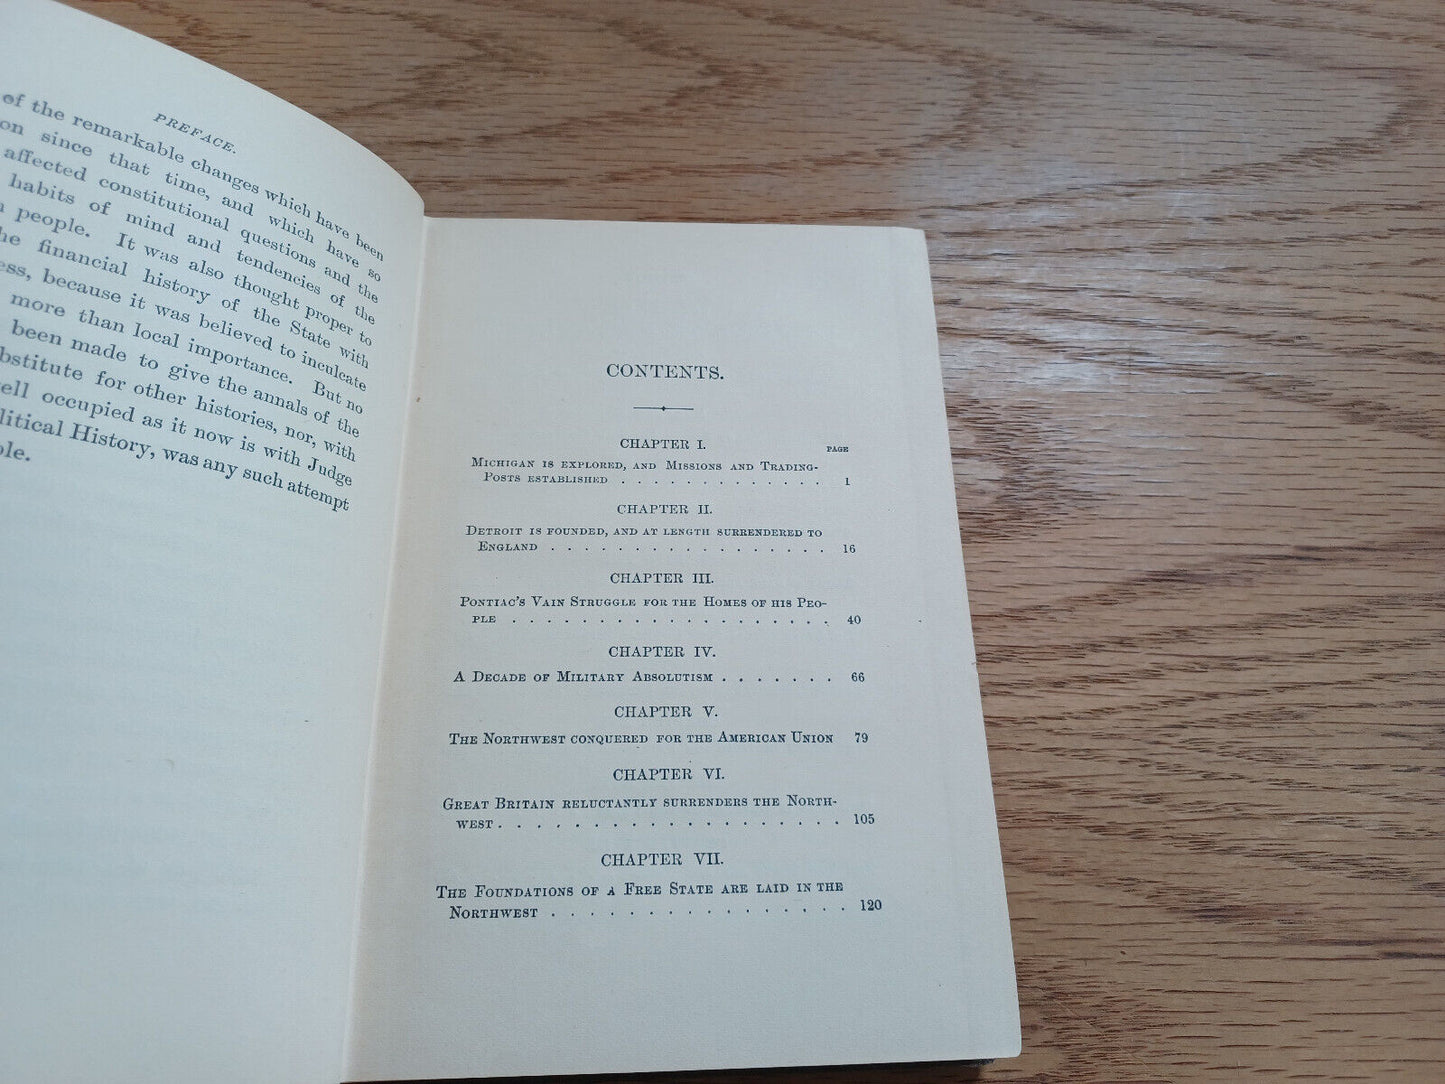 PREFACE.
of the remarkable changes which have been
on since that time, and which have so
affected constitutional questions and the
habits of mind and tendencies of the
people. It was also thought proper to
he financial history of the State with
ess, because it was believed to inculcate
more than local importance. But no
been made to give the annals of the
bstitute for other histories, nor, with
ell occupied as it now is with Judge
litical History, was any such attempt
ple.
CONTENTS.
CHAPTER I.
PAGE
MICHIGAN IS EXPLORED, AND MISSIONS AND TRADING-
POSTS ESTABLISHED . . . . . . . . . . . . . 1
CHAPTER II.
DETROIT IS FOUNDED, AND AT LENGTH SURRENDERED TO
ENGLAND . . . . . . . . . . . . . . . . . 16
CHAPTER III.
PONTIAC'S VAIN STRUGGLE FOR THE HOMES OF HIS PEO-
PLE . . . . . . . . . . . . . . . . . . . 40
CHAPTER IV.
A DECADE OF MILITARY ABSOLUTISM . . . . . . . 66
CHAPTER V.
THE NORTHWEST CONQUERED FOR THE AMERICAN UNION 79
CHAPTER VI.
GREAT BRITAIN RELUCTANTLY SURRENDERS THE NORTH-
WEST . . . . . . . . . . . . . . . . . . . 105
CHAPTER VII.
THE FOUNDATIONS OF A FREE STATE ARE LAID IN THE
NORTHWEST . . . . . . . . . . . . . . . . 120